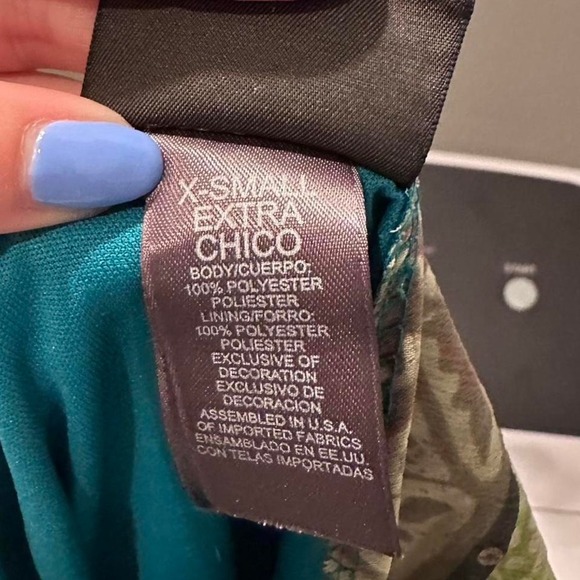 X-SMALL
EXTRA
CHICO
BODY/CUERPO:
100% POLYESTER
POLIESTER
LINING/FORRO:
100% POLYESTER
POLIESTER
EXCLUSIVE OF
DECORATION
EXCLUSIVO DE
DECORACION
ASSEMBLED IN U.S.A.
OF IMPORTED FABRICS
ENSAMBLADO EN EE.UU.
CON TELAS IMPORTADAS
START